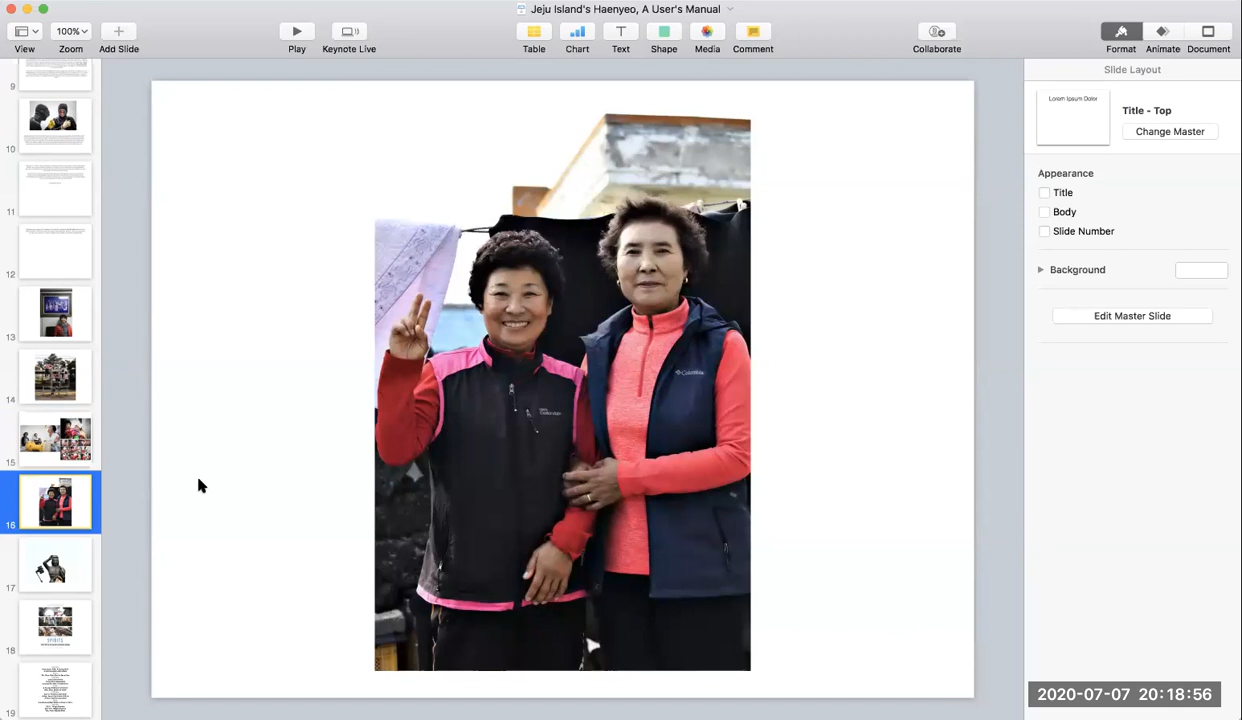 Jeju Island's Haenyeo, A User's Manual
100%
View
Zoom
Add Slide
Play
Keynote Live
Table
Chart
Text
Shape
Media
Comment
Collaborate
Format
Animate
Document
Slide Layout
Lorem Ipsum Dolor
Title - Top
Change Master
Appearance
Title
Body
Slide Number
Background
Edit Master Slide
9
10
11
12
13
14
15
16
17
18
SPIRITS
19
Columbia
2020-07-07 20:18:56